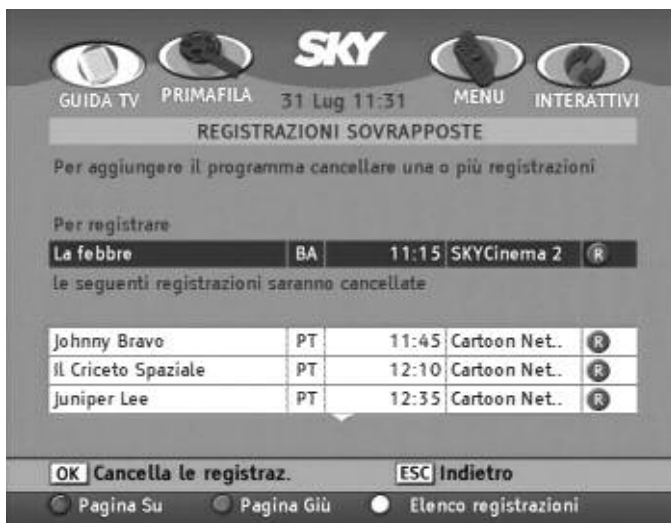 SKY
GUIDA TV PRIMAFILA 31 Lug 11:31 MENU INTERATTIVI
REGISTRAZIONI SOVRAPPOSTE
Per aggiungere il programma cancellare una o più registrazioni
Per registrare
La febbre BA 11:15 SKYCinema 2 R
le seguenti registrazioni saranno cancellate
Johnny Bravo PT 11:45 Cartoon Net.. R
Il Criceto Spaziale PT 12:10 Cartoon Net.. R
Juniper Lee PT 12:35 Cartoon Net.. R
OK Cancella le registraz. ESC Indietro
Pagina Su Pagina Giù Elenco registrazioni